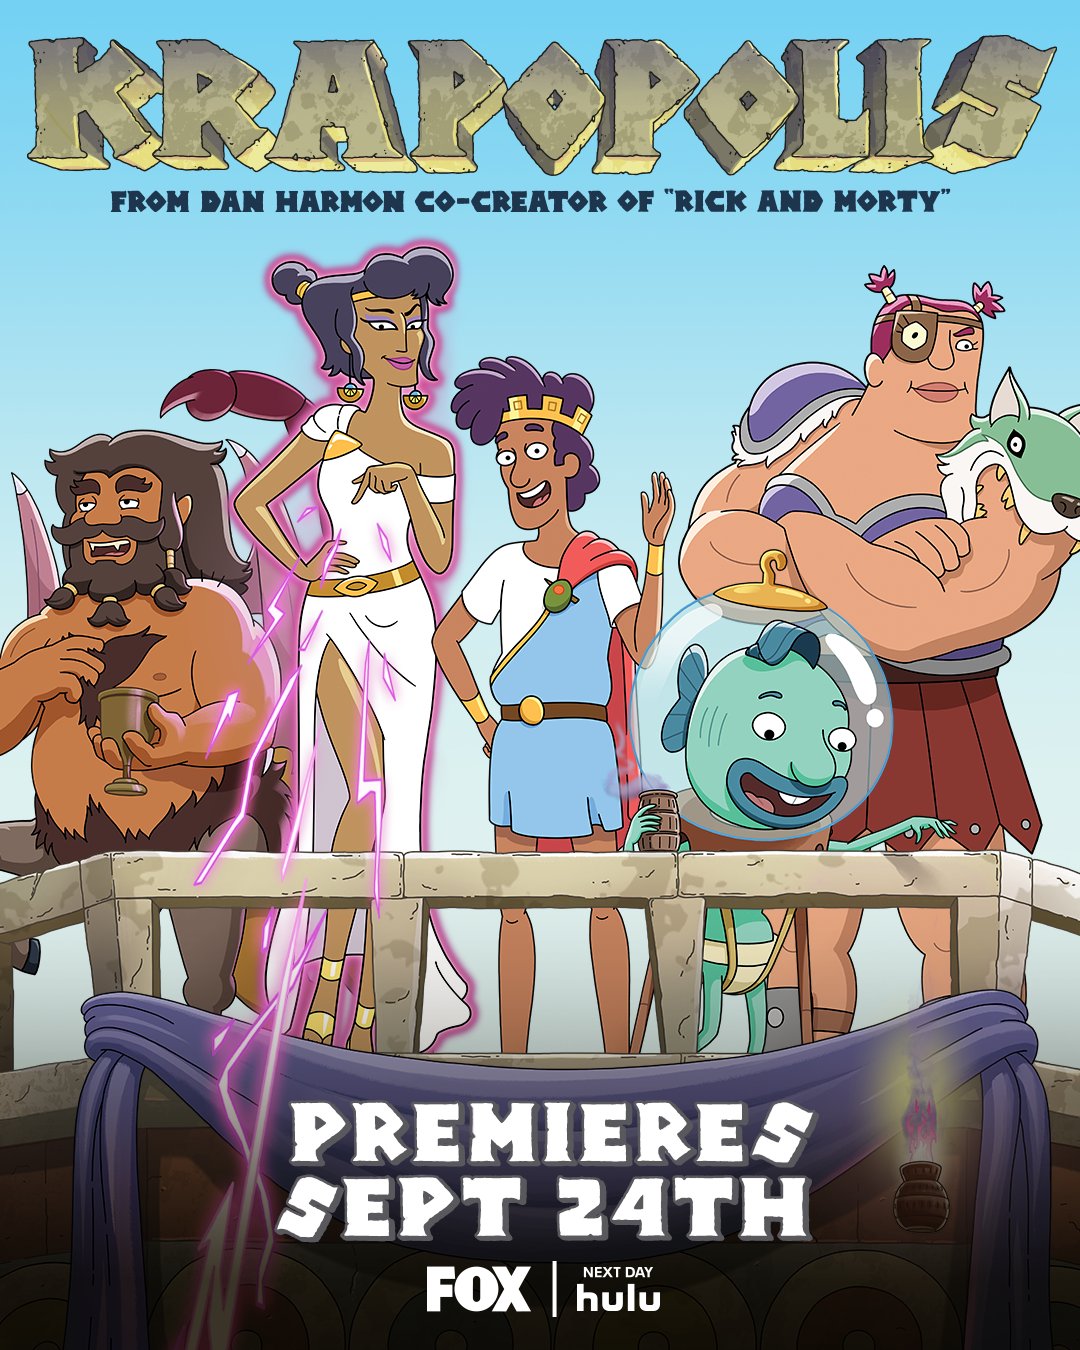 KRAPOPOLIS
FROM DAN HARMON CO-CREATOR OF "RICK AND MORTY"
PREMIERES
SEPT 24TH
FOX
NEXT DAY
hulu